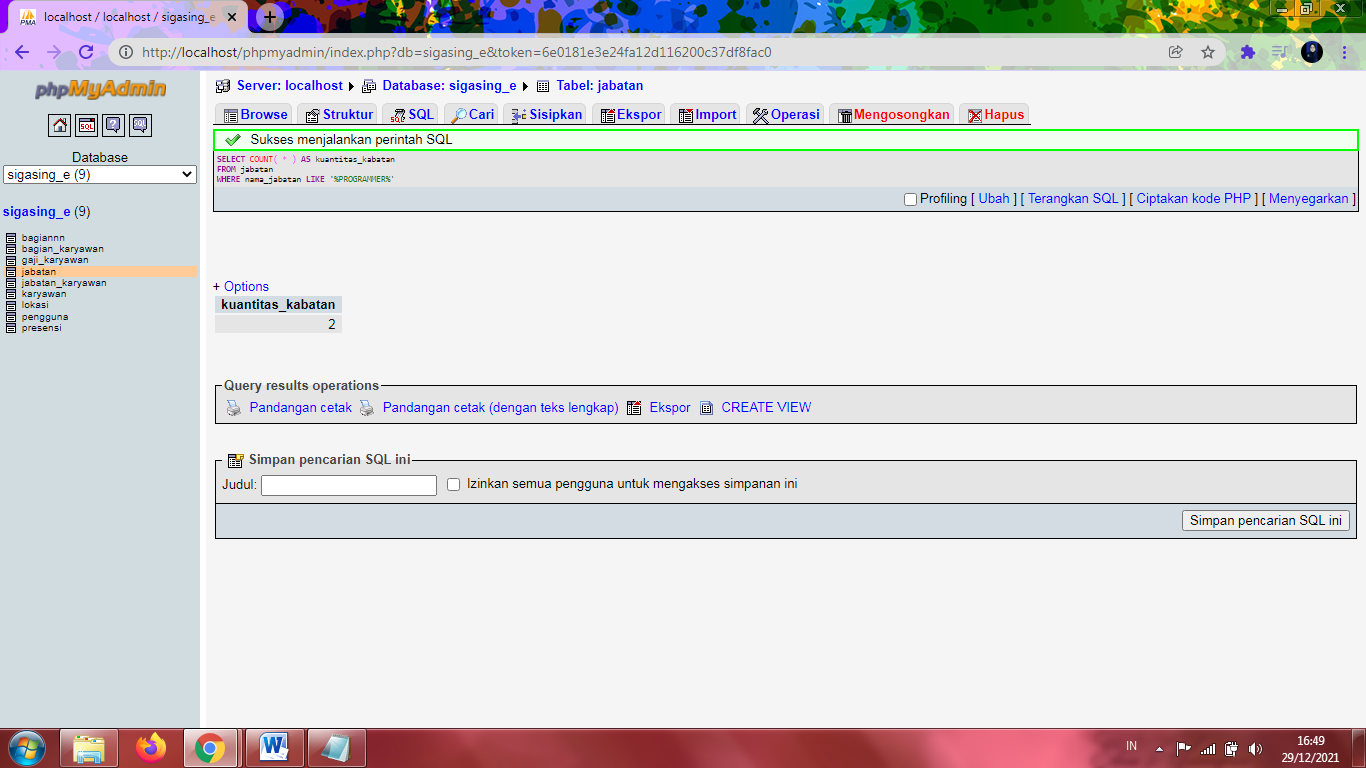 localhost / localhost / sigasing_e
http://localhost/phpmyadmin/index.php?db=sigasing_e&token=6e0181e3e24fa12d116200c37df8fac0
phpMyAdmin
Database
sigasing_e (9)
sigasing_e (9)
bagiannn
bagian_karyawan
gaji_karyawan
jabatan
jabatan_karyawan
karyawan
lokasi
pengguna
presensi
Server: localhost Database: sigasing_e Tabel: jabatan
Browse Struktur SQL Cari Sisipkan Ekspor Import Operasi Mengosongkan Hapus
Sukses menjalankan perintah SQL
SELECT COUNT( * ) AS kuantitas_kabatan
FROM jabatan
WHERE nama_jabatan LIKE '%PROGRAMMER%'
Profiling [ Ubah ] [ Terangkan SQL ] [ Ciptakan kode PHP ] [ Menyegarkan ]
+ Options
kuantitas_kabatan
2
Query results operations
Pandangan cetak Pandangan cetak (dengan teks lengkap) Ekspor CREATE VIEW
Simpan pencarian SQL ini
Judul: Izinkan semua pengguna untuk mengakses simpanan ini
Simpan pencarian SQL ini
IN
16:49
29/12/2021